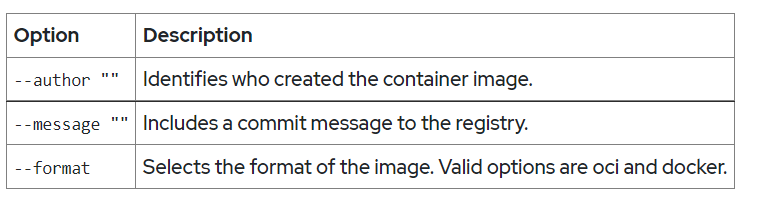 Option Description
--author "" Identifies who created the container image.
--message "" Includes a commit message to the registry.
--format Selects the format of the image. Valid options are oci and docker.